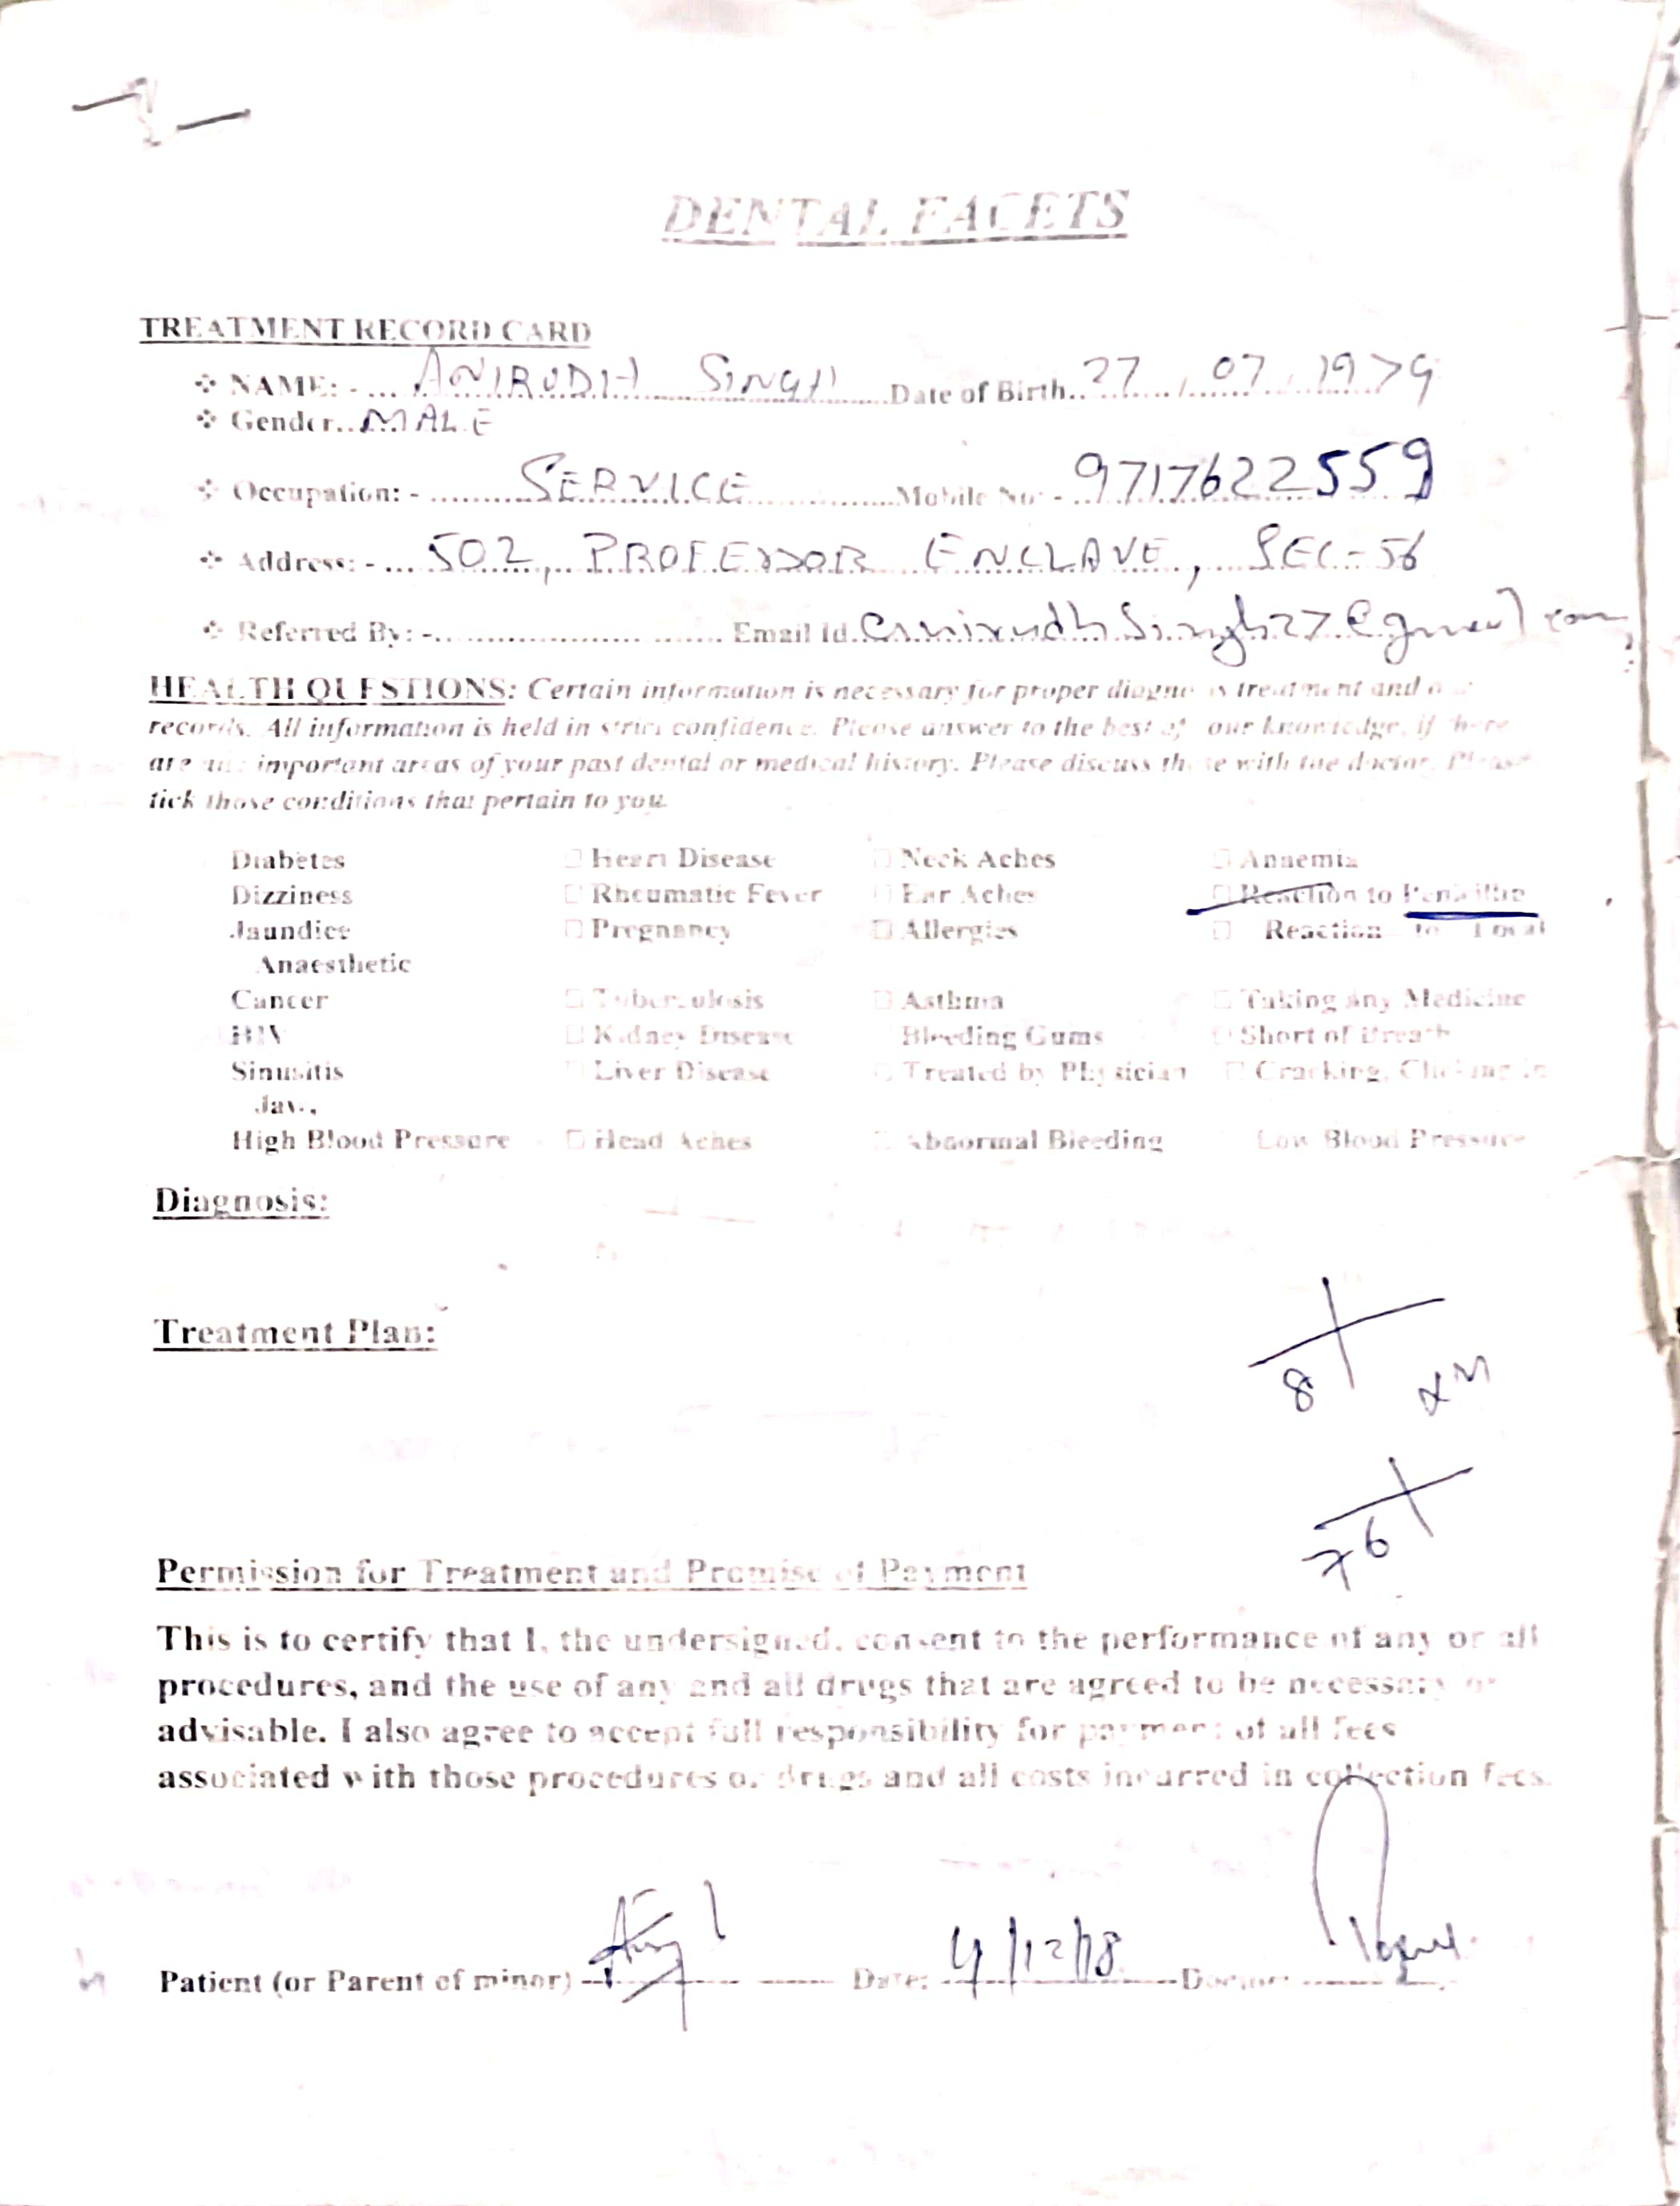 DENTAL FACETS
TREATMENT RECORD CARD
❖ NAME: - ... ANIRUDH SINGH ... Date of Birth.. 27 / 07 / 1979
❖ Gender.. MALE
❖ Occupation: - ... SERVICE ... Mobile No: - ... 9717622559
❖ Address: - ... 502, PROFESSOR ENCLAVE, SEC-56
❖ Referred By: -........................ Email Id.
HEALTH QUESTIONS: Certain information is necessary for proper treatment and
records. All information is held in strict confidence. Please answer to the best of our knowledge, if there
are important areas of your past dental or medical history. Please discuss these with the doctor. Please
tick those conditions that pertain to you.
Diabetes □ Heart Disease □ Neck Aches □ Anaemia
Dizziness □ Rheumatic Fever □ Ear Aches □ Reaction to Penicillin
Jaundice □ Pregnancy □ Allergies □ Reaction to Local
Anaesthetic
Cancer □ Tuberculosis □ Asthma □ Taking any Medicine
HIV □ Kidney Disease Bleeding Gums □ Short of Breath
Sinusitis □ Liver Disease □ Treated by Physician □ Cracking, Clicking in
Jaw,
High Blood Pressure □ Head Aches □ Abnormal Bleeding Low Blood Pressure
Diagnosis:
Treatment Plan:
8
76
Permission for Treatment and Promise of Payment
This is to certify that I, the undersigned, consent to the performance of any or all
procedures, and the use of any and all drugs that are agreed to be necessary or
advisable. I also agree to accept full responsibility for payment of all fees
associated with those procedures or drugs and all costs incurred in collection fees.
Patient (or Parent of minor) ---------- Date: 4/12/18 ----------Doctor: --------